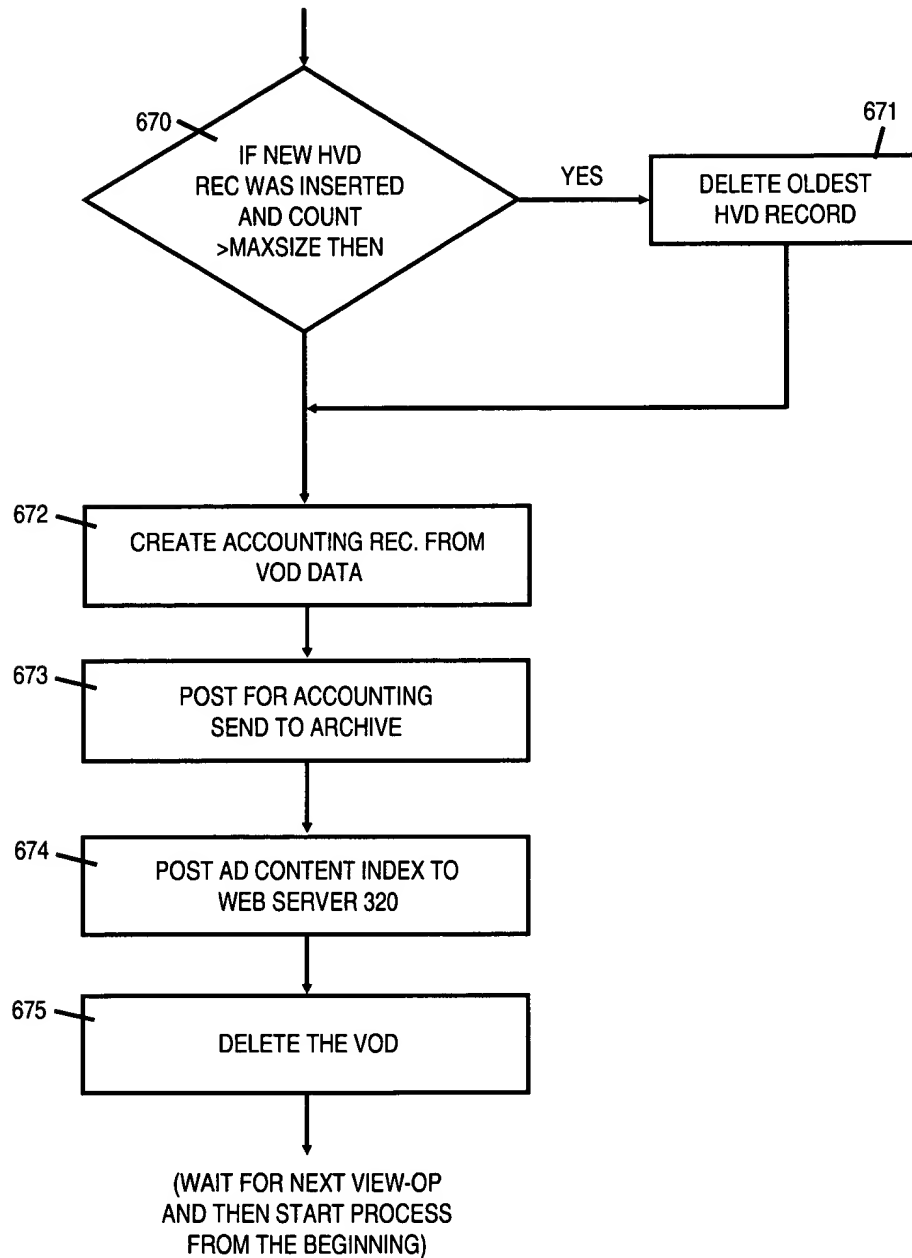 670
IF NEW HVD
REC WAS INSERTED
AND COUNT
>MAXSIZE THEN
YES
671
DELETE OLDEST
HVD RECORD
672
CREATE ACCOUNTING REC. FROM
VOD DATA
673
POST FOR ACCOUNTING
SEND TO ARCHIVE
674
POST AD CONTENT INDEX TO
WEB SERVER 320
675
DELETE THE VOD
(WAIT FOR NEXT VIEW-OP
AND THEN START PROCESS
FROM THE BEGINNING)